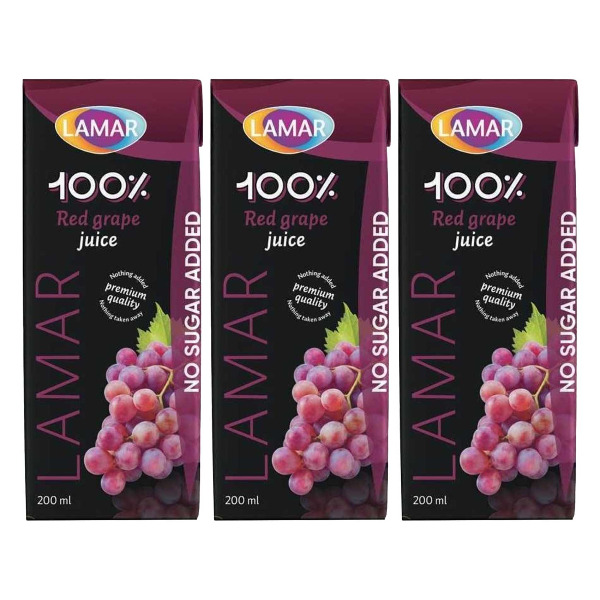 LAMAR
100%
Red grape
juice
LAMAR
Nothing added
premium
quality
Nothing taken away
NO SUGAR ADDED
200 ml
LAMAR
100%
Red grape
juice
LAMAR
Nothing added
premium
quality
Nothing taken away
NO SUGAR ADDED
200 ml
LAMAR
100%
Red grape
juice
LAMAR
Nothing added
premium
quality
Nothing taken away
NO SUGAR ADDED
200 ml